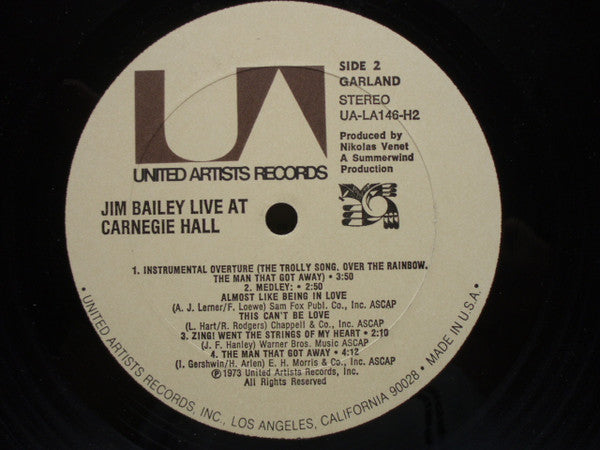 UA
UNITED ARTISTS RECORDS
SIDE 2
GARLAND
STEREO
UA-LA146-H2
Produced by
Nikolas Venet
A Summerwind
Production
JIM BAILEY LIVE AT
CARNEGIE HALL
1. INSTRUMENTAL OVERTURE (THE TROLLY SONG, OVER THE RAINBOW,
THE MAN THAT GOT AWAY) • 3:50
2. MEDLEY: • 2:50
ALMOST LIKE BEING IN LOVE
(A. J. Lerner/F. Loewe) Sam Fox Publ. Co., Inc. ASCAP
THIS CAN'T BE LOVE
(L. Hart/R. Rodgers) Chappell & Co., Inc. ASCAP
3. ZING! WENT THE STRINGS OF MY HEART • 2:10
(J. F. Hanley) Warner Bros. Music ASCAP
4. THE MAN THAT GOT AWAY • 4:12
(I. Gershwin/H. Arlen) E. H. Morris & Co., Inc. ASCAP
Ⓟ1973 United Artists Records, Inc.
All Rights Reserved
• UNITED ARTISTS RECORDS, INC., LOS ANGELES, CALIFORNIA 90028 • MADE IN U.S.A. •